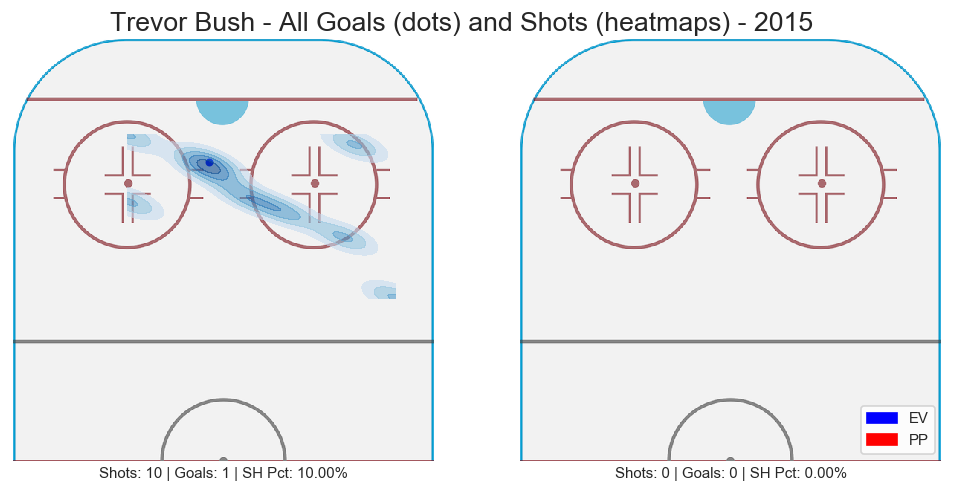 Trevor Bush - All Goals (dots) and Shots (heatmaps) - 2015
EV
PP
Shots: 10 | Goals: 1 | SH Pct: 10.00%
Shots: 0 | Goals: 0 | SH Pct: 0.00%